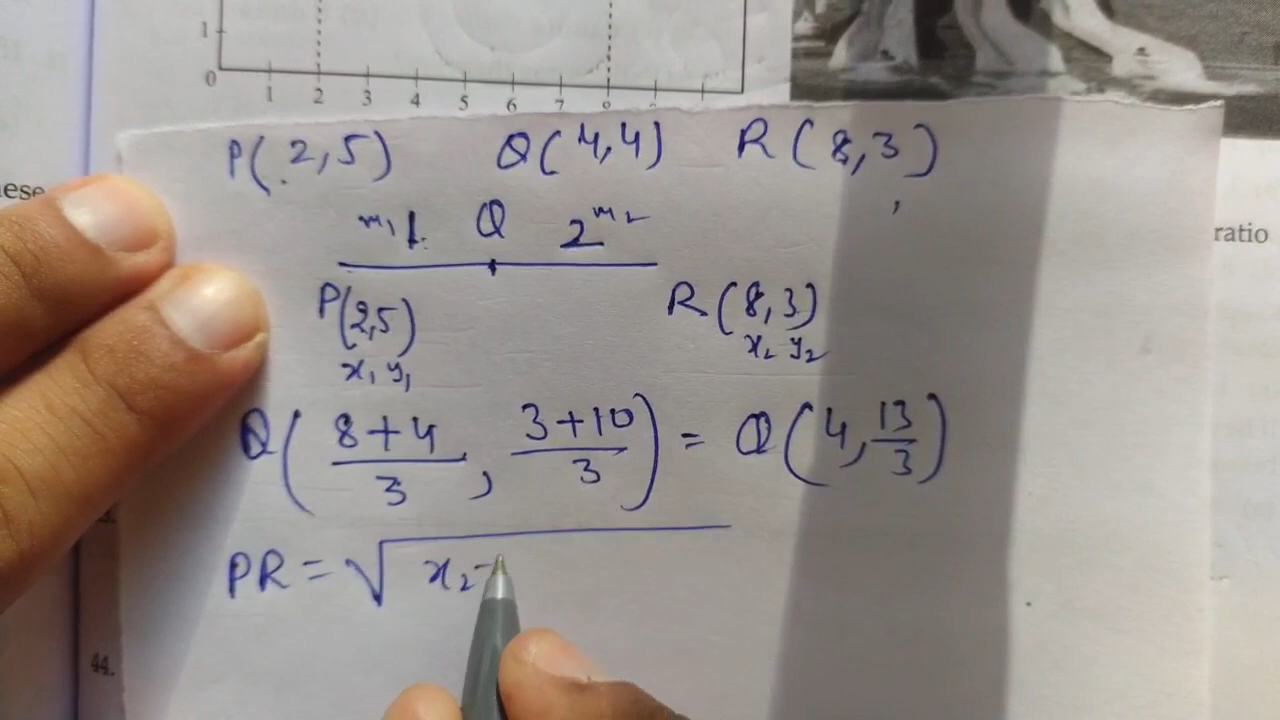 1
0 1 2 3 4 5 6 7 8
P(2,5) Q(4,4) R(8,3)
m₁ 1 Q 2 m₂
P(2,5) R(8,3)
x₁ y₁ x₂ y₂
Q(8+4/3, 3+10/3) = Q(4, 13/3)
ratio
PR = √x₂-
44.